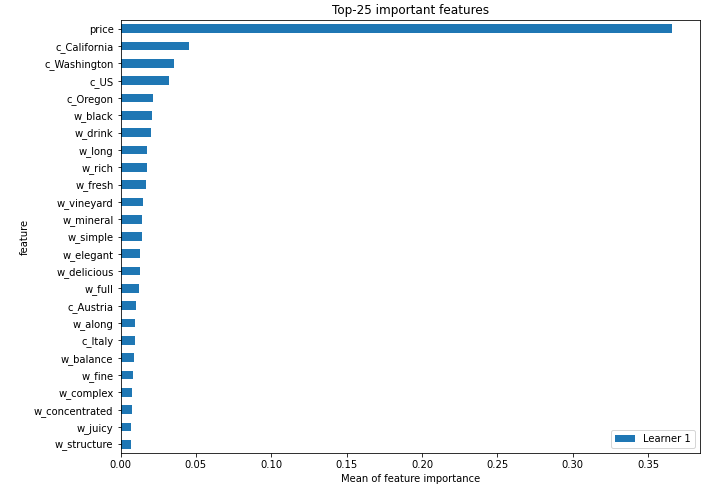 Top-25 important features
price
c_California
c_Washington
c_US
c_Oregon
w_black
w_drink
w_long
w_rich
w_fresh
w_vineyard
w_mineral
w_simple
w_elegant
w_delicious
w_full
c_Austria
w_along
c_Italy
w_balance
w_fine
w_complex
w_concentrated
w_juicy
w_structure
feature
Learner 1
0.00 0.05 0.10 0.15 0.20 0.25 0.30 0.35
Mean of feature importance